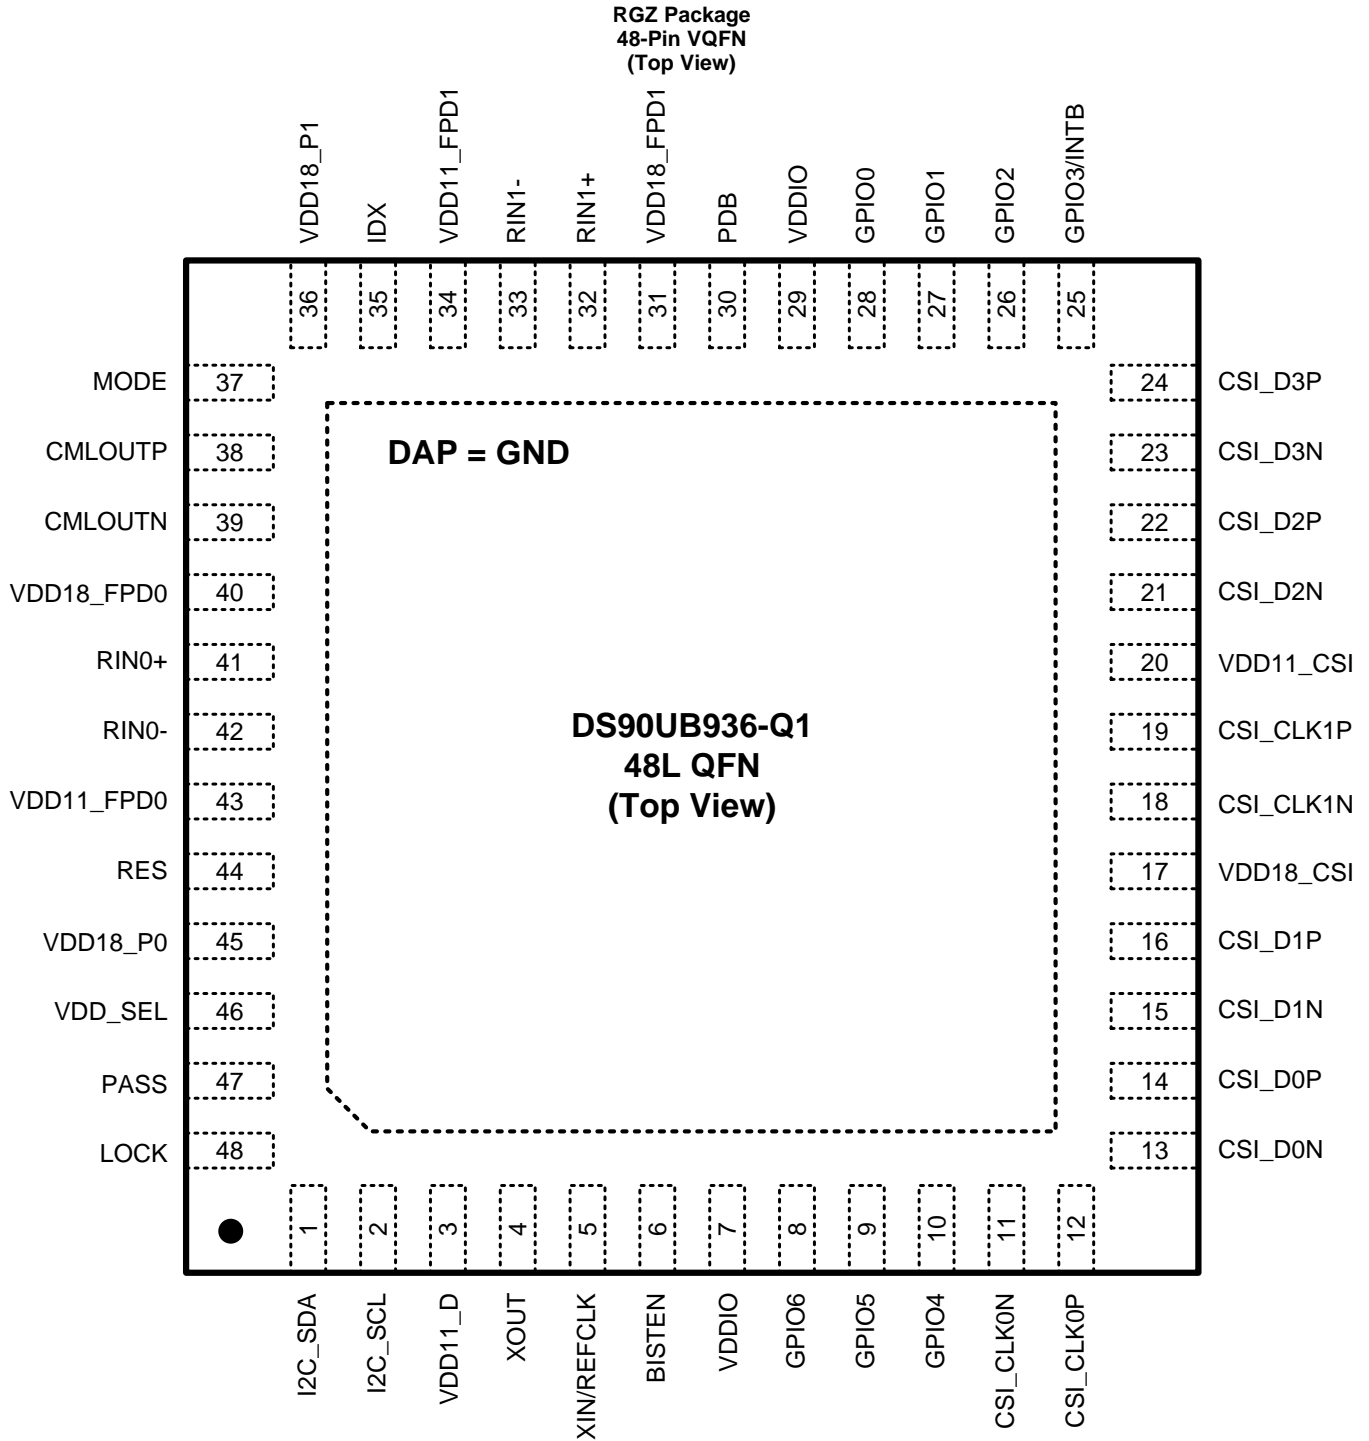 RGZ Package
48-Pin VQFN
(Top View)
VDD18_P1
IDX
VDD11_FPD1
RIN1-
RIN1+
VDD18_FPD1
PDB
VDDIO
GPIO0
GPIO1
GPIO2
GPIO3/INTB
36
35
34
33
32
31
30
29
28
27
26
25
MODE 37
CMLOUTP 38
CMLOUTN 39
VDD18_FPD0 40
RIN0+ 41
RIN0- 42
VDD11_FPD0 43
RES 44
VDD18_P0 45
VDD_SEL 46
PASS 47
LOCK 48
DAP = GND
DS90UB936-Q1
48L QFN
(Top View)
24 CSI_D3P
23 CSI_D3N
22 CSI_D2P
21 CSI_D2N
20 VDD11_CSI
19 CSI_CLK1P
18 CSI_CLK1N
17 VDD18_CSI
16 CSI_D1P
15 CSI_D1N
14 CSI_D0P
13 CSI_D0N
1
2
3
4
5
6
7
8
9
10
11
12
I2C_SDA
I2C_SCL
VDD11_D
XOUT
XIN/REFCLK
BISTEN
VDDIO
GPIO6
GPIO5
GPIO4
CSI_CLK0N
CSI_CLK0P